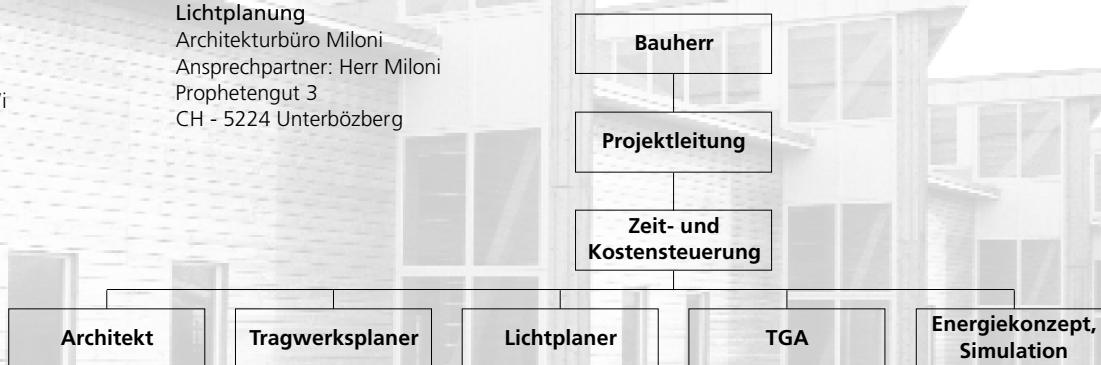 Lichtplanung
Architekturbüro Miloni
Ansprechpartner: Herr Miloni
Prophetengut 3
CH - 5224 Unterbözberg
Bauherr
Projektleitung
Zeit- und
Kostensteuerung
Architekt
Tragwerksplaner
Lichtplaner
TGA
Energiekonzept,
Simulation